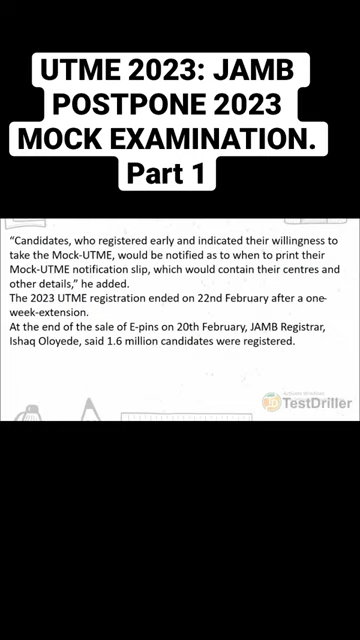 UTME 2023: JAMB
POSTPONE 2023
MOCK EXAMINATION.
Part 1
“Candidates, who registered early and indicated their willingness to
take the Mock-UTME, would be notified as to when to print their
Mock-UTME notification slip, which would contain their centres and
other details,” he added.
The 2023 UTME registration ended on 22nd February after a one-
week-extension.
At the end of the sale of E-pins on 20th February, JAMB Registrar,
Ishaq Oloyede, said 1.6 million candidates were registered.
Activate Windows
TestDriller